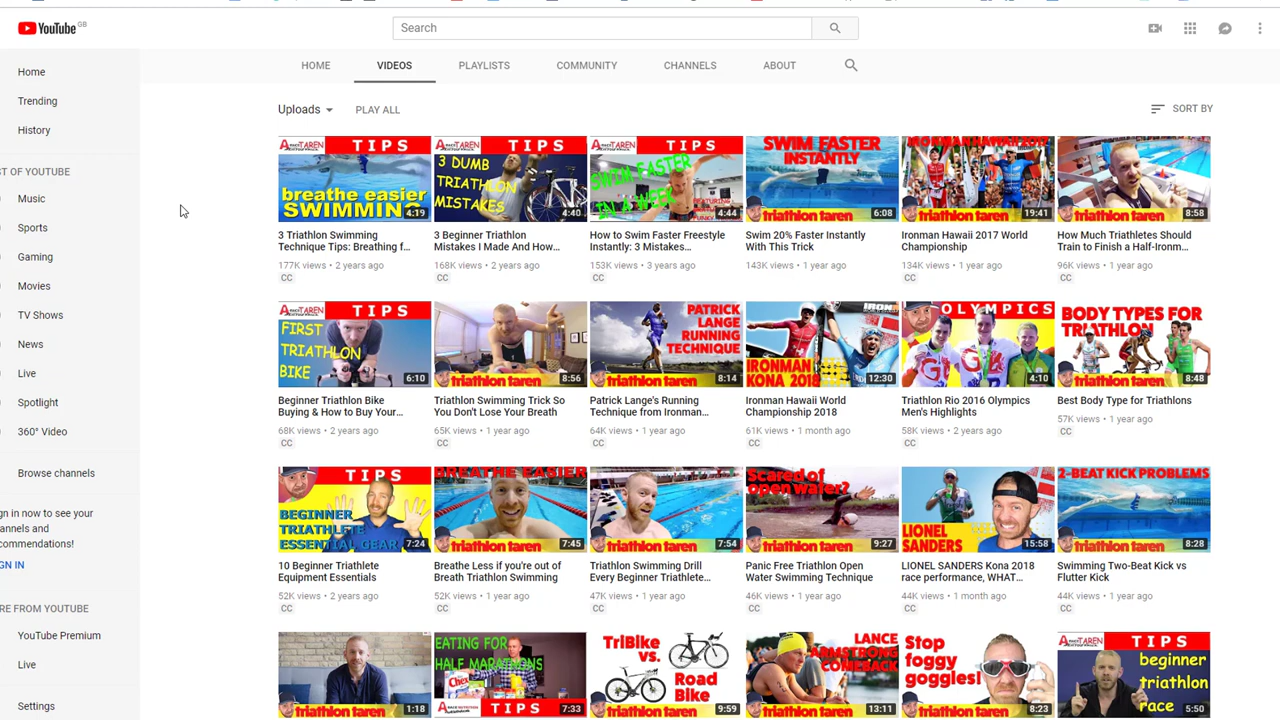 YouTube GB
Search
HOME VIDEOS PLAYLISTS COMMUNITY CHANNELS ABOUT
Home
Trending
History
ST OF YOUTUBE
Music
Sports
Gaming
Movies
TV Shows
News
Live
Spotlight
360° Video
Browse channels
gn in now to see your
annels and
commendations!
GN IN
RE FROM YOUTUBE
YouTube Premium
Live
Settings
Uploads PLAY ALL SORT BY
TAREN TIPS
breathe easier
SWIMMING
4:19
TAREN TIPS
3 DUMB
TRIATHLON
MISTAKES
4:40
TAREN TIPS
SWIM FASTER
IN A WEEK
FEATURING
4:44
SWIM FASTER
INSTANTLY
triathlon taren
6:08
IRONMAN HAWAII 2017
triathlon taren
19:41
triathlon taren
8:58
3 Triathlon Swimming
Technique Tips: Breathing f...
177K views • 2 years ago
CC
3 Beginner Triathlon
Mistakes I Made And How...
168K views • 2 years ago
CC
How to Swim Faster Freestyle
Instantly: 3 Mistakes...
153K views • 3 years ago
CC
Swim 20% Faster Instantly
With This Trick
143K views • 1 year ago
Ironman Hawaii 2017 World
Championship
134K views • 1 year ago
CC
How Much Triathletes Should
Train to Finish a Half-Ironm...
96K views • 1 year ago
CC
TAREN TIPS
FIRST
TRIATHLON
BIKE
6:10
triathlon taren
8:56
PATRICK
LANGE
RUNNING
TECHNIQUE
triathlon taren
8:14
IRONMAN
KONA 2018
12:30
OLYMPICS
triathlon taren
4:10
BODY TYPES FOR
TRIATHLON
triathlon taren
8:48
Beginner Triathlon Bike
Buying & How to Buy Your...
68K views • 2 years ago
CC
Triathlon Swimming Trick So
You Don't Lose Your Breath
65K views • 1 year ago
CC
Patrick Lange's Running
Technique from Ironman...
64K views • 1 year ago
CC
Ironman Hawaii World
Championship 2018
61K views • 1 month ago
CC
Triathlon Rio 2016 Olympics
Men's Highlights
58K views • 2 years ago
CC
Best Body Type for Triathlons
57K views • 1 year ago
CC
TIPS
BEGINNER
TRIATHLETE
ESSENTIAL GEAR
7:24
BREATHE EASIER
triathlon taren
7:45
triathlon taren
7:54
Scared of
open water?
triathlon taren
9:27
LIONEL
SANDERS
triathlon taren
15:58
2-BEAT KICK PROBLEMS
triathlon taren
8:28
10 Beginner Triathlete
Equipment Essentials
52K views • 2 years ago
CC
Breathe Less if you're out of
Breath Triathlon Swimming
52K views • 1 year ago
CC
Triathlon Swimming Drill
Every Beginner Triathlete...
47K views • 1 year ago
CC
Panic Free Triathlon Open
Water Swimming Technique
46K views • 1 year ago
CC
LIONEL SANDERS Kona 2018
race performance, WHAT...
44K views • 1 month ago
CC
Swimming Two-Beat Kick vs
Flutter Kick
44K views • 1 year ago
CC
triathlon taren
1:18
EATING FOR
HALF MARATHONS
Chex
TIPS
7:33
TriBike
vs.
Road
Bike
triathlon taren
9:59
LANCE
ARMSTRONG
COMEBACK
triathlon taren
13:11
Stop
foggy
goggles!
triathlon taren
8:23
TAREN TIPS
beginner
triathlon
race
5:50